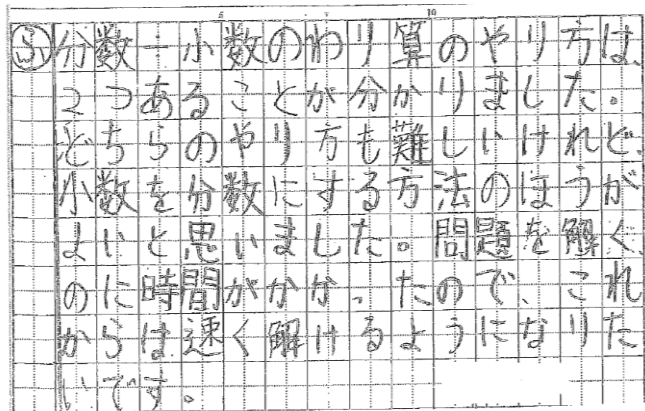 5 10
ふ 分数－小数のわり算のやり方は、
2つあることが分かりました。
どちらのやり方も難しいけれど、
小数を分数にする方法のほうが
よいと思いました。問題を解く
のに時間がかかったので、これ
からは速く解けるようになりた
いです。